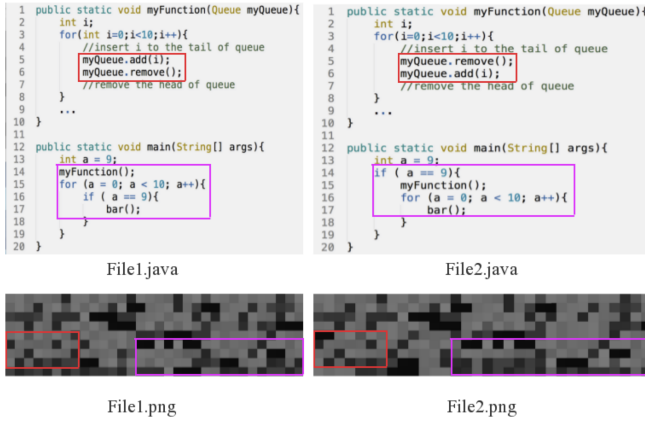 1 public static void myFunction(Queue myQueue){
2 int i;
3 for(int i=0;i<10;i++){
4 //insert i to the tail of queue
5 myQueue.add(i);
6 myQueue.remove();
7 //remove the head of queue
8 }
9 ...
10 }
11
12 public static void main(String[] args){
13 int a = 9;
14 myFunction();
15 for (a = 0; a < 10; a++){
16 if ( a == 9){
17 bar();
18 }
19 }
20 }
File1.java
1 public static void myFunction(Queue myQueue){
2 int i;
3 for(i=0;i<10;i++){
4 //insert i to the tail of queue
5 myQueue.remove();
6 myQueue.add(i);
7 //remove the head of queue
8 }
9 ...
10 }
11
12 public static void main(String[] args){
13 int a = 9;
14 if ( a == 9){
15 myFunction();
16 for (a = 0; a < 10; a++){
17 bar();
18 }
19 }
20 }
File2.java
File1.png
File2.png